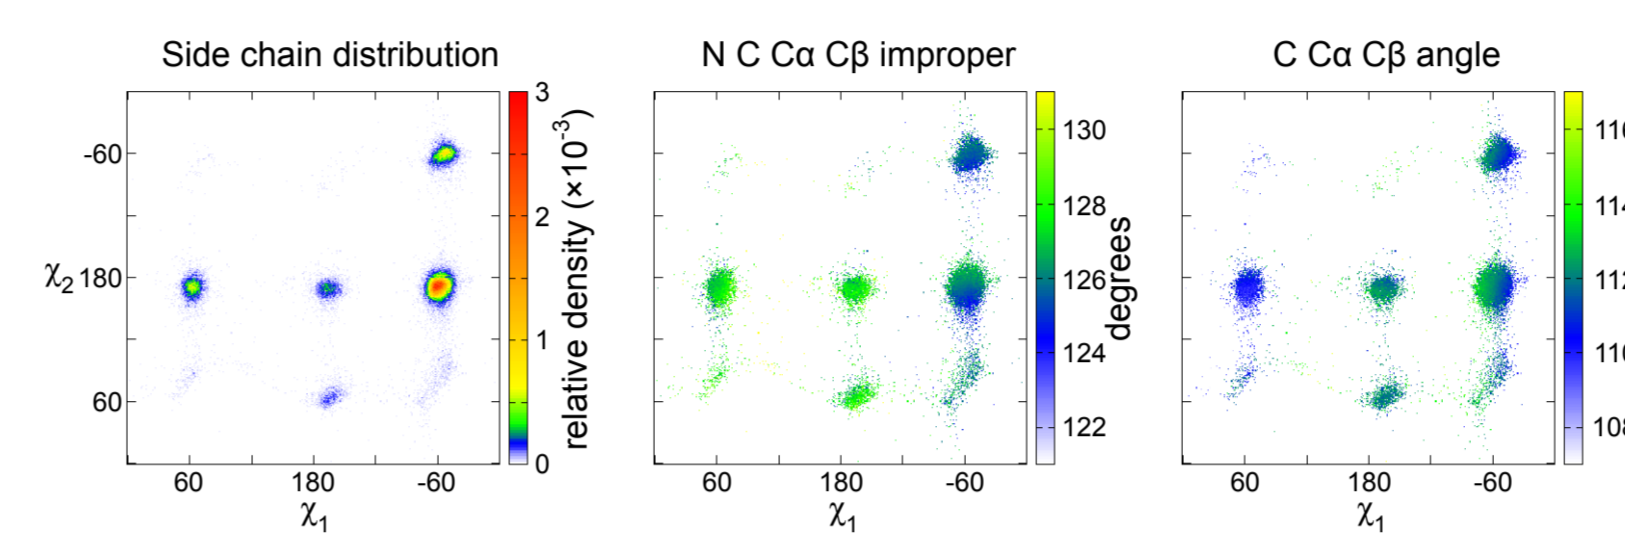 Side chain distribution
-60
χ2 180
60
60 180 -60
χ1
3
2
1
0
relative density (×10-3)
N C Cα Cβ improper
60 180 -60
χ1
130
128
126
124
122
degrees
C Cα Cβ angle
60 180 -60
χ1